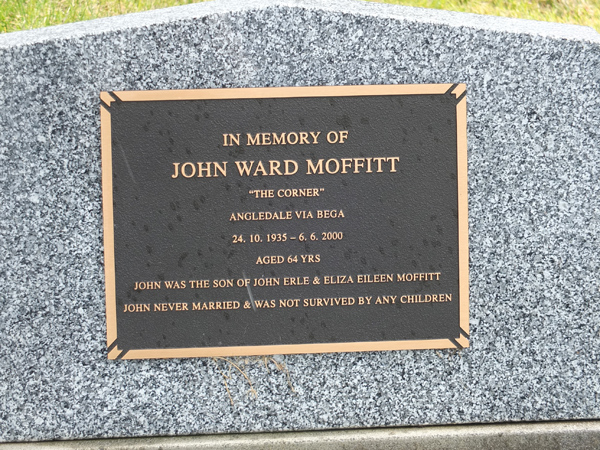 IN MEMORY OF
JOHN WARD MOFFITT
"THE CORNER"
ANGLEDALE VIA BEGA
24. 10. 1935 – 6. 6. 2000
AGED 64 YRS
JOHN WAS THE SON OF JOHN ERLE & ELIZA EILEEN MOFFITT
JOHN NEVER MARRIED & WAS NOT SURVIVED BY ANY CHILDREN